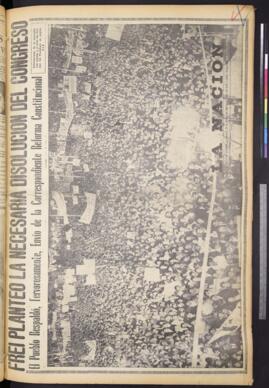 FREI PLANTEO LA NECESARIA DISOLUCION DEL CONGRESO
El Pueblo Respaldó, Fervorosamente, Envío de la Correspondiente Reforma Constitucional
LA NACION